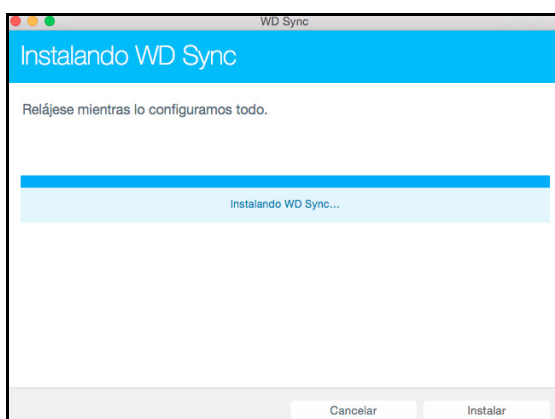 WD Sync
Instalando WD Sync
Relájese mientras lo configuramos todo.
Instalando WD Sync...
Cancelar Instalar